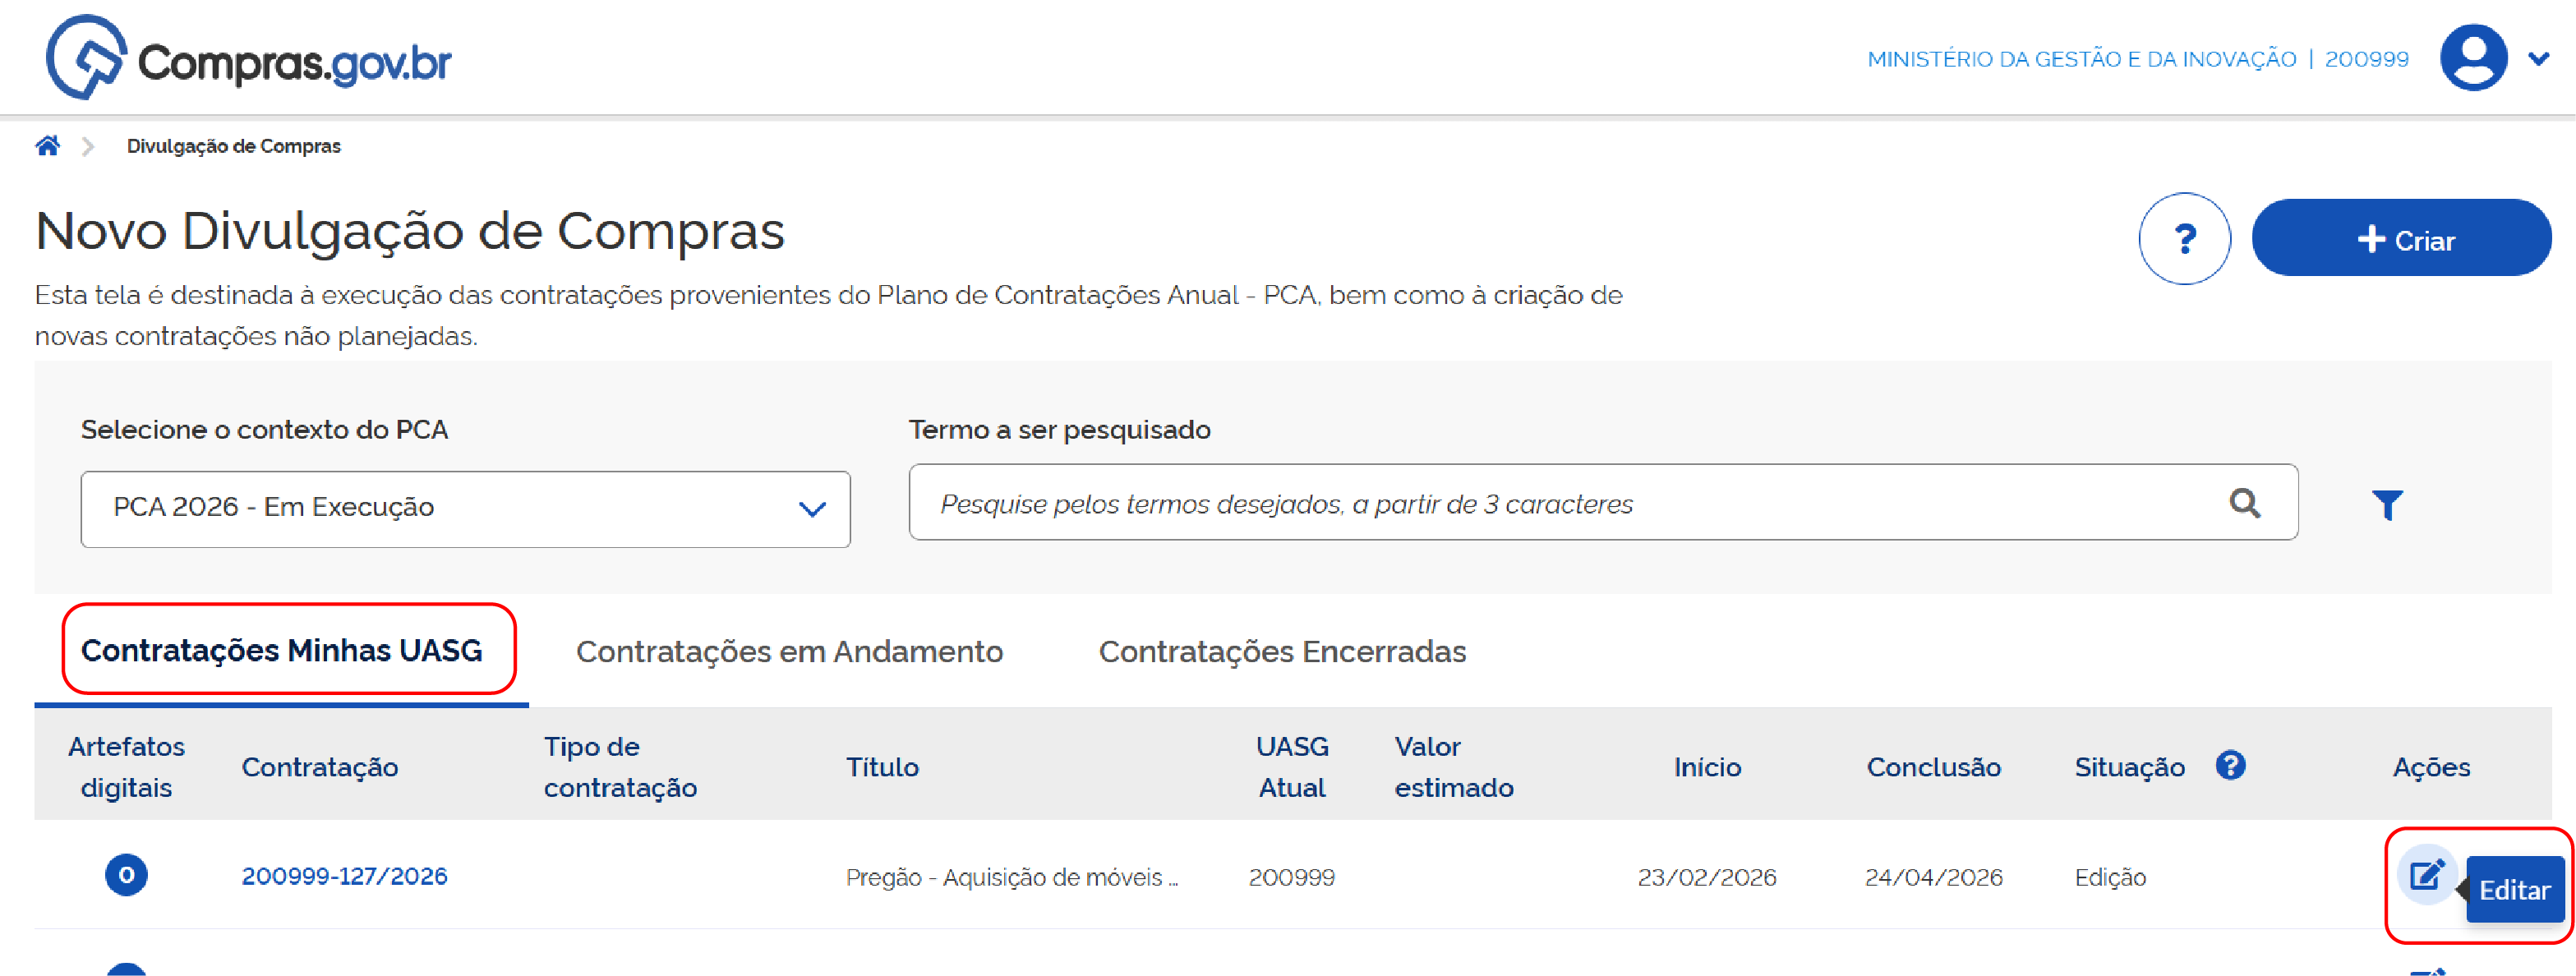 Compras.gov.br
MINISTÉRIO DA GESTÃO E DA INOVAÇÃO | 200999
Divulgação de Compras
Novo Divulgação de Compras
?
Criar
Esta tela é destinada à execução das contratações provenientes do Plano de Contratações Anual - PCA, bem como à criação de
novas contratações não planejadas.
Selecione o contexto do PCA
Termo a ser pesquisado
PCA 2026 - Em Execução
Pesquise pelos termos desejados, a partir de 3 caracteres
Contratações Minhas UASG
Contratações em Andamento
Contratações Encerradas
Artefatos digitais
Contratação
Tipo de contratação
Título
UASG Atual
Valor estimado
Início
Conclusão
Situação ?
Ações
0
200999-127/2026
Pregão - Aquisição de móveis ...
200999
23/02/2026
24/04/2026
Edição
Editar